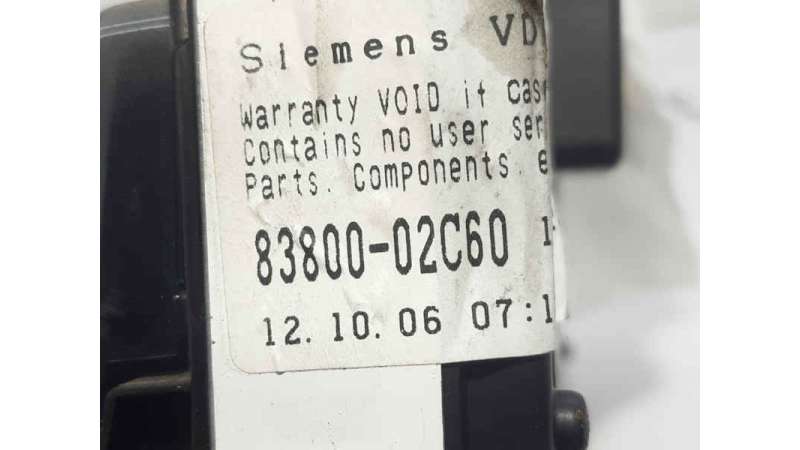 Siemens VD
Warranty VOID if cas
Contains no user ser
Parts. Components. e
83800-02C60 1
12.10.06 07:1